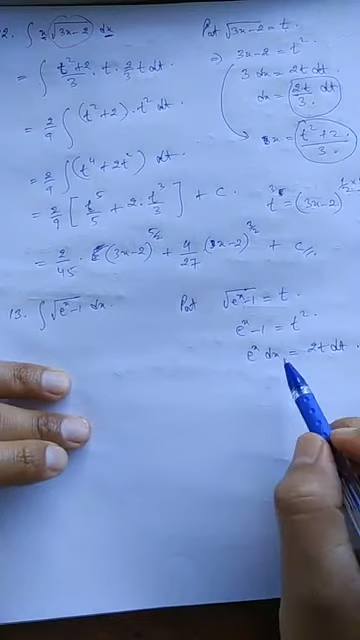 2. ∫ x √(3x-2) dx Put √(3x-2) = t.
= ∫ (t²+2)/3 · t · 2/3 t dt ⇒ 3x-2 = t².
3 dx = 2t dt.
dx = 2t/3 dt.
= 2/9 ∫ (t²+2) · t² dt. x = (t²+2)/3.
= 2/9 ∫ (t⁴ + 2t²) dt.
= 2/9 [ t⁵/5 + 2 · t³/3 ] + C.
= 2/45 (3x-2)^(5/2) + 4/27 (3x-2)^(3/2) + C //
13. ∫ √(eˣ-1) dx. Put √(eˣ-1) = t.
eˣ-1 = t².
eˣ dx = 2t dt.